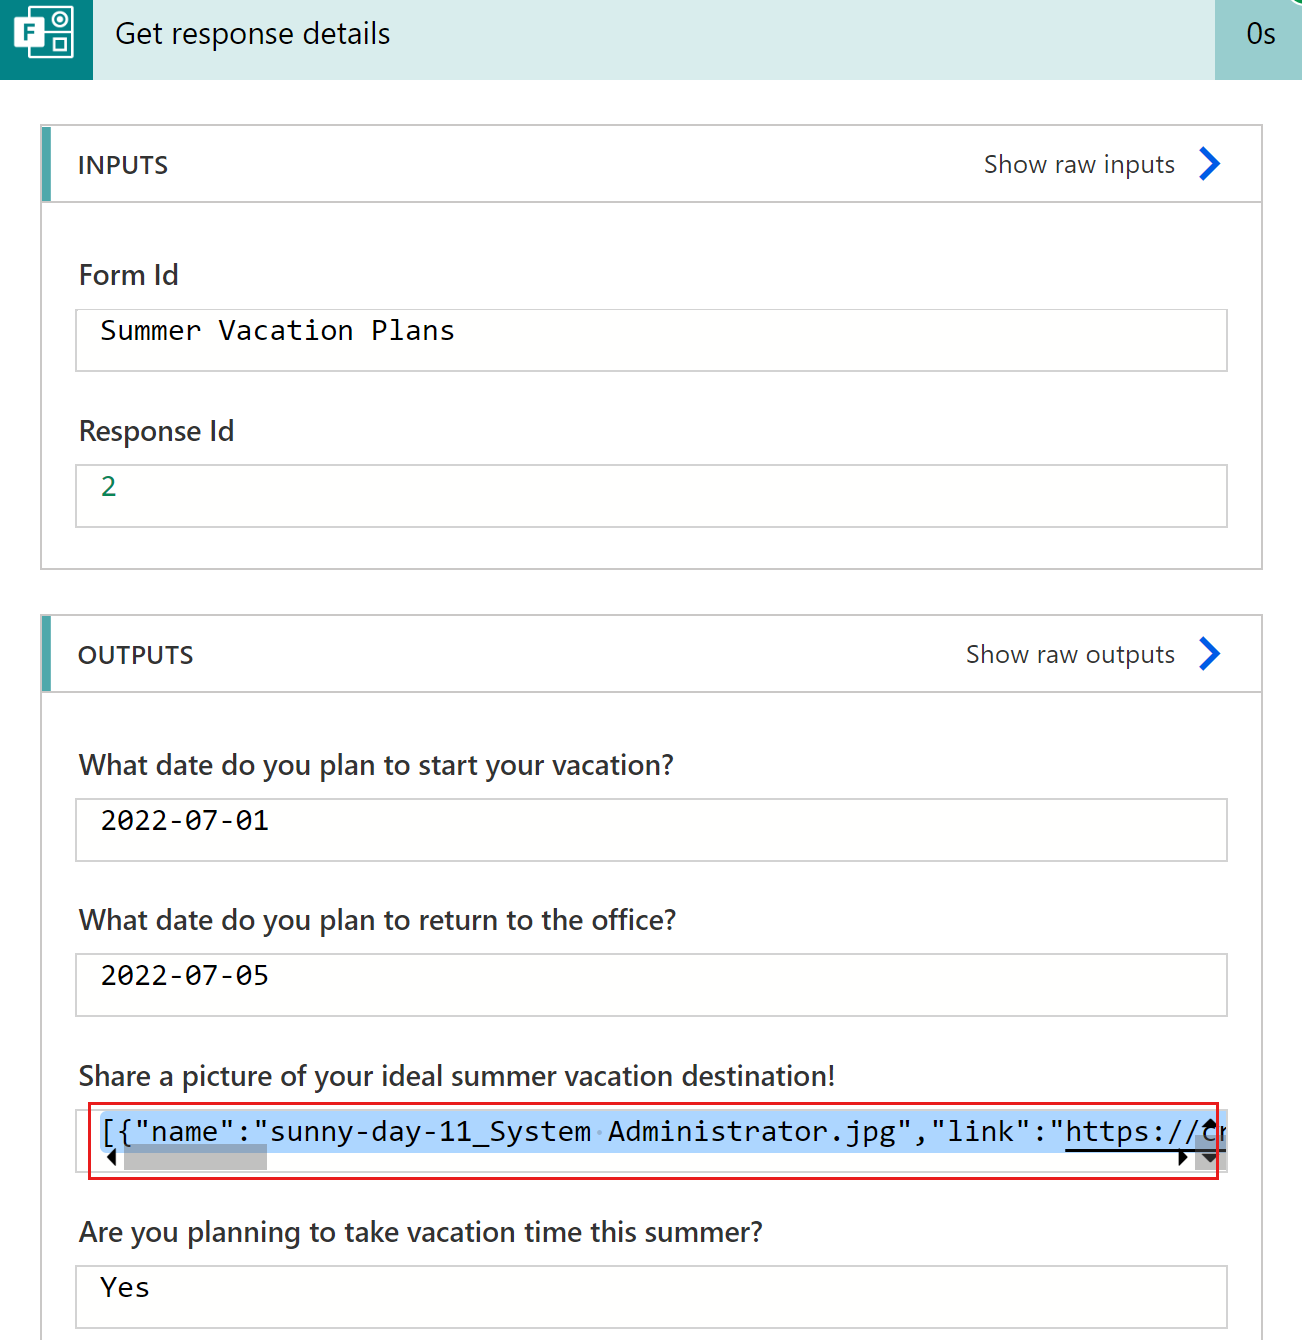 F
Get response details
0s
INPUTS
Show raw inputs
Form Id
Summer Vacation Plans
Response Id
2
OUTPUTS
Show raw outputs
What date do you plan to start your vacation?
2022-07-01
What date do you plan to return to the office?
2022-07-05
Share a picture of your ideal summer vacation destination!
[{"name":"sunny-day-11_System Administrator.jpg","link":"https://
Are you planning to take vacation time this summer?
Yes